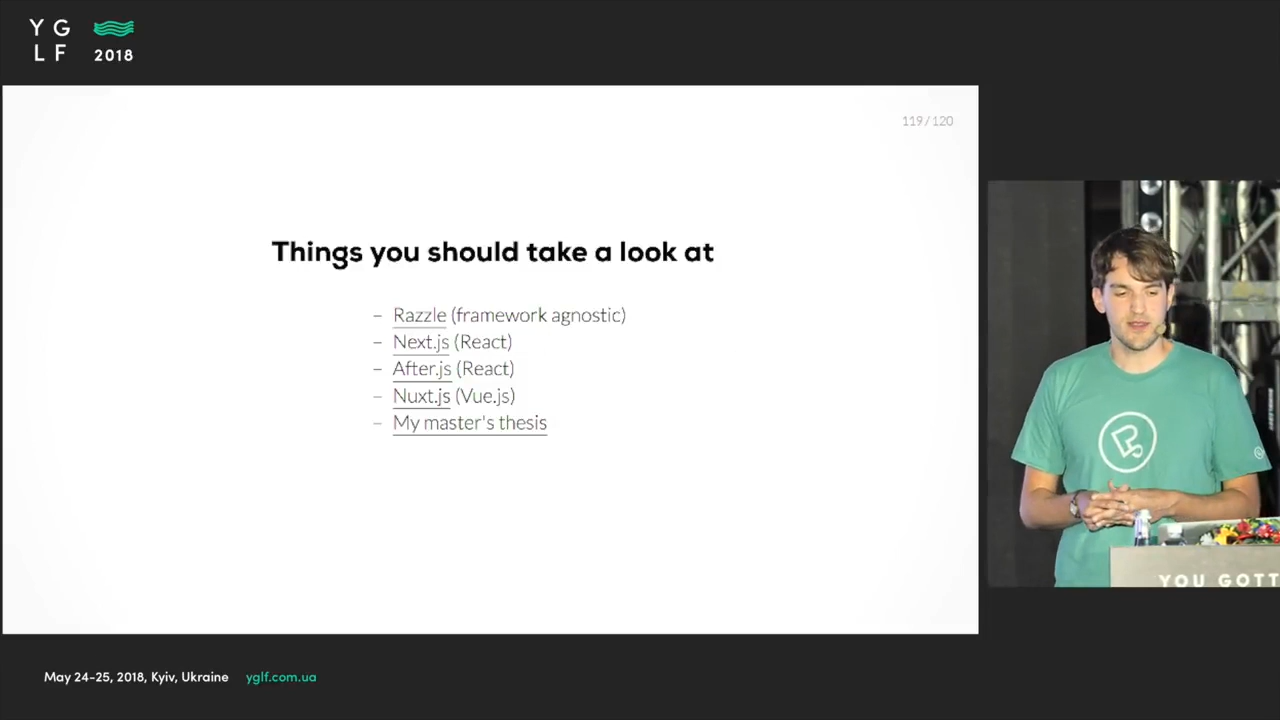 Y G
L F
2018
119 / 120
Things you should take a look at
– Razzle (framework agnostic)
– Next.js (React)
– After.js (React)
– Nuxt.js (Vue.js)
– My master's thesis
YOU GOTT
May 24-25, 2018, Kyiv, Ukraine yglf.com.ua